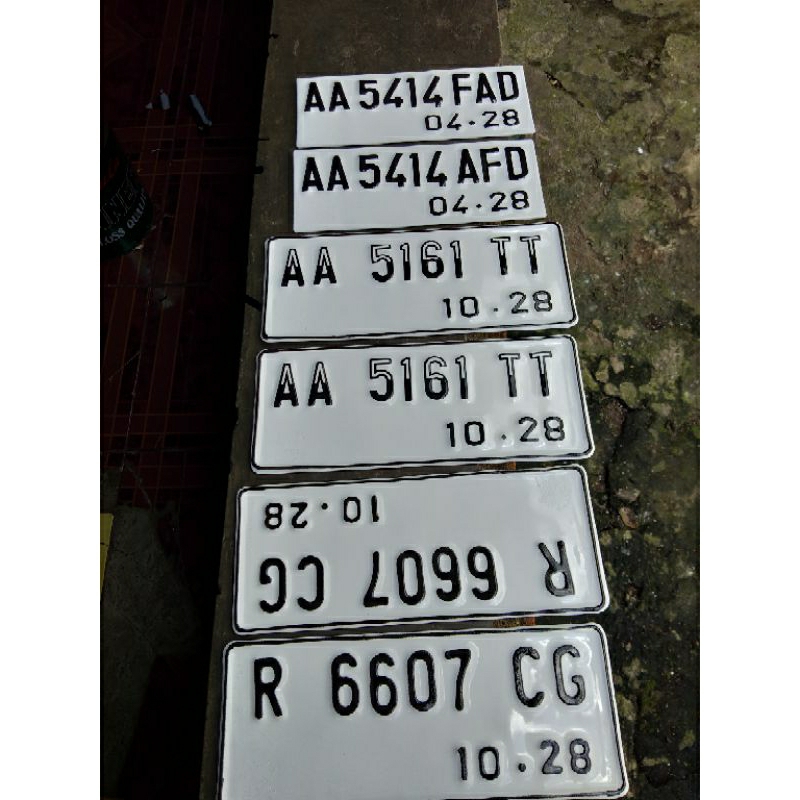 AA 5414 FAD
04·28
AA 5414 AFD
04·28
AA 5161 TT
10·28
AA 5161 TT
10·28
R 6607 CG
10·28
R 6607 CG
10·28